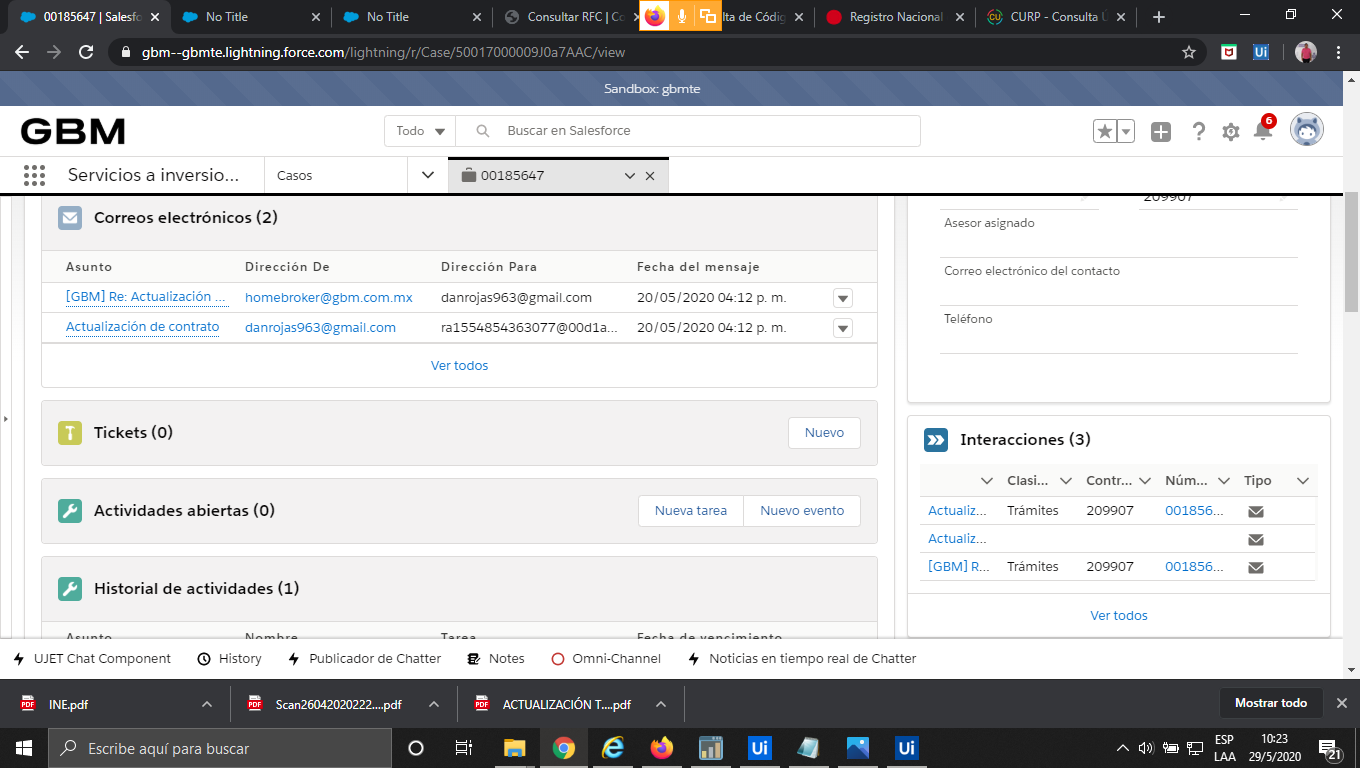 00185647 | Salesfo
No Title
No Title
Consultar RFC | Co
lta de Códig
Registro Nacional
CURP - Consulta U
gbm--gbmte.lightning.force.com/lightning/r/Case/50017000009J0a7AAC/view
Sandbox: gbmte
GBM
Todo
Buscar en Salesforce
6
Servicios a inversio...
Casos
00185647
Correos electrónicos (2)
Asunto Dirección De Dirección Para Fecha del mensaje
[GBM] Re: Actualización ... homebroker@gbm.com.mx danrojas963@gmail.com 20/05/2020 04:12 p. m.
Actualización de contrato danrojas963@gmail.com ra1554854363077@00d1a... 20/05/2020 04:12 p. m.
Ver todos
Tickets (0)
Nuevo
Actividades abiertas (0)
Nueva tarea
Nuevo evento
Historial de actividades (1)
Asunto Nombre Tarea Fecha de vencimiento
209907
Asesor asignado
Correo electrónico del contacto
Teléfono
Interacciones (3)
Clasi... Contr... Núm... Tipo
Actualiz... Trámites 209907 001856...
Actualiz...
[GBM] R... Trámites 209907 001856...
Ver todos
UJET Chat Component
History
Publicador de Chatter
Notes
Omni-Channel
Noticias en tiempo real de Chatter
PDF INE.pdf
PDF Scan26042020222....pdf
PDF ACTUALIZACIÓN T....pdf
Mostrar todo
Escribe aquí para buscar
Ui
Ui
Ui
ESP
LAA
10:23
29/5/2020
21